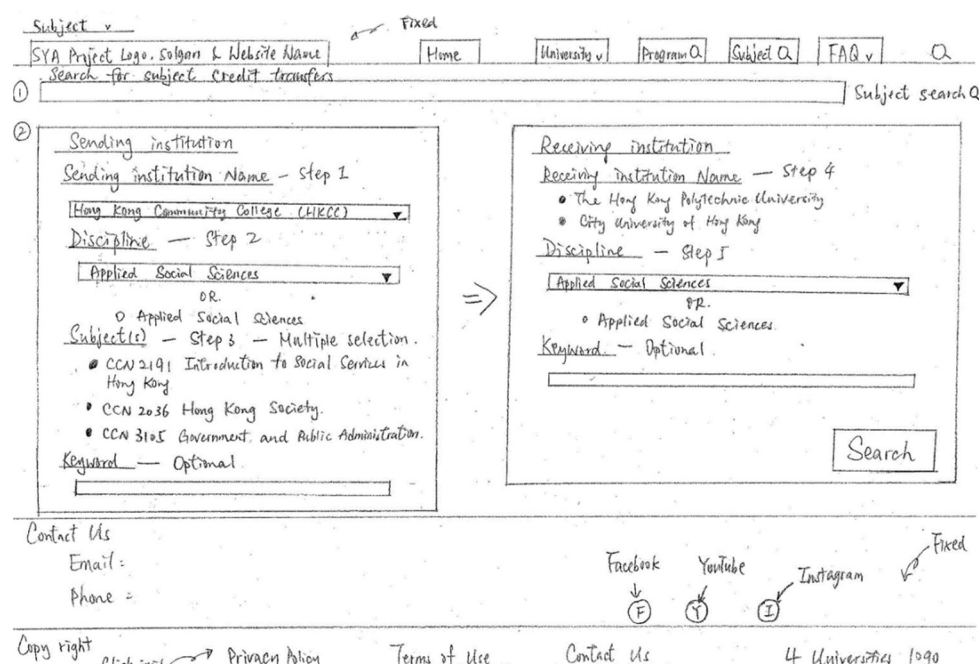 Subject v
Fixed
SYA Project Logo. Solgan & Website Name
Home
University v
Program Q
Subject Q
FAQ v
Q
Search for subject credit transfers
① Subject search Q
②
Sending institution
Sending institution Name - Step 1
Hong Kong Community College (HKCC) ▼
Discipline — Step 2
Applied Social Sciences ▼
OR.
Applied Social Sciences
Subject(s) — Step 3 — Multiple selection.
CCN 2191 Introduction to Social Services in
Hong Kong
CCN 2036 Hong Kong Society.
CCN 3105 Government and Public Administration.
Keyword — Optional
=>
Receiving institution
Receiving institution Name — Step 4
The Hong Kong Polytechnic University
City University of Hong Kong
Discipline — Step 5
Applied Social Sciences ▼
OR.
Applied Social Sciences.
Keyword — Optional.
Search
Contact Us
Email :
Phone :
Facebook
YouTube
Instagram
Fixed
F Y I
Copy right
Privacy Policy
Terms of Use
Contact Us
4 Universities logo